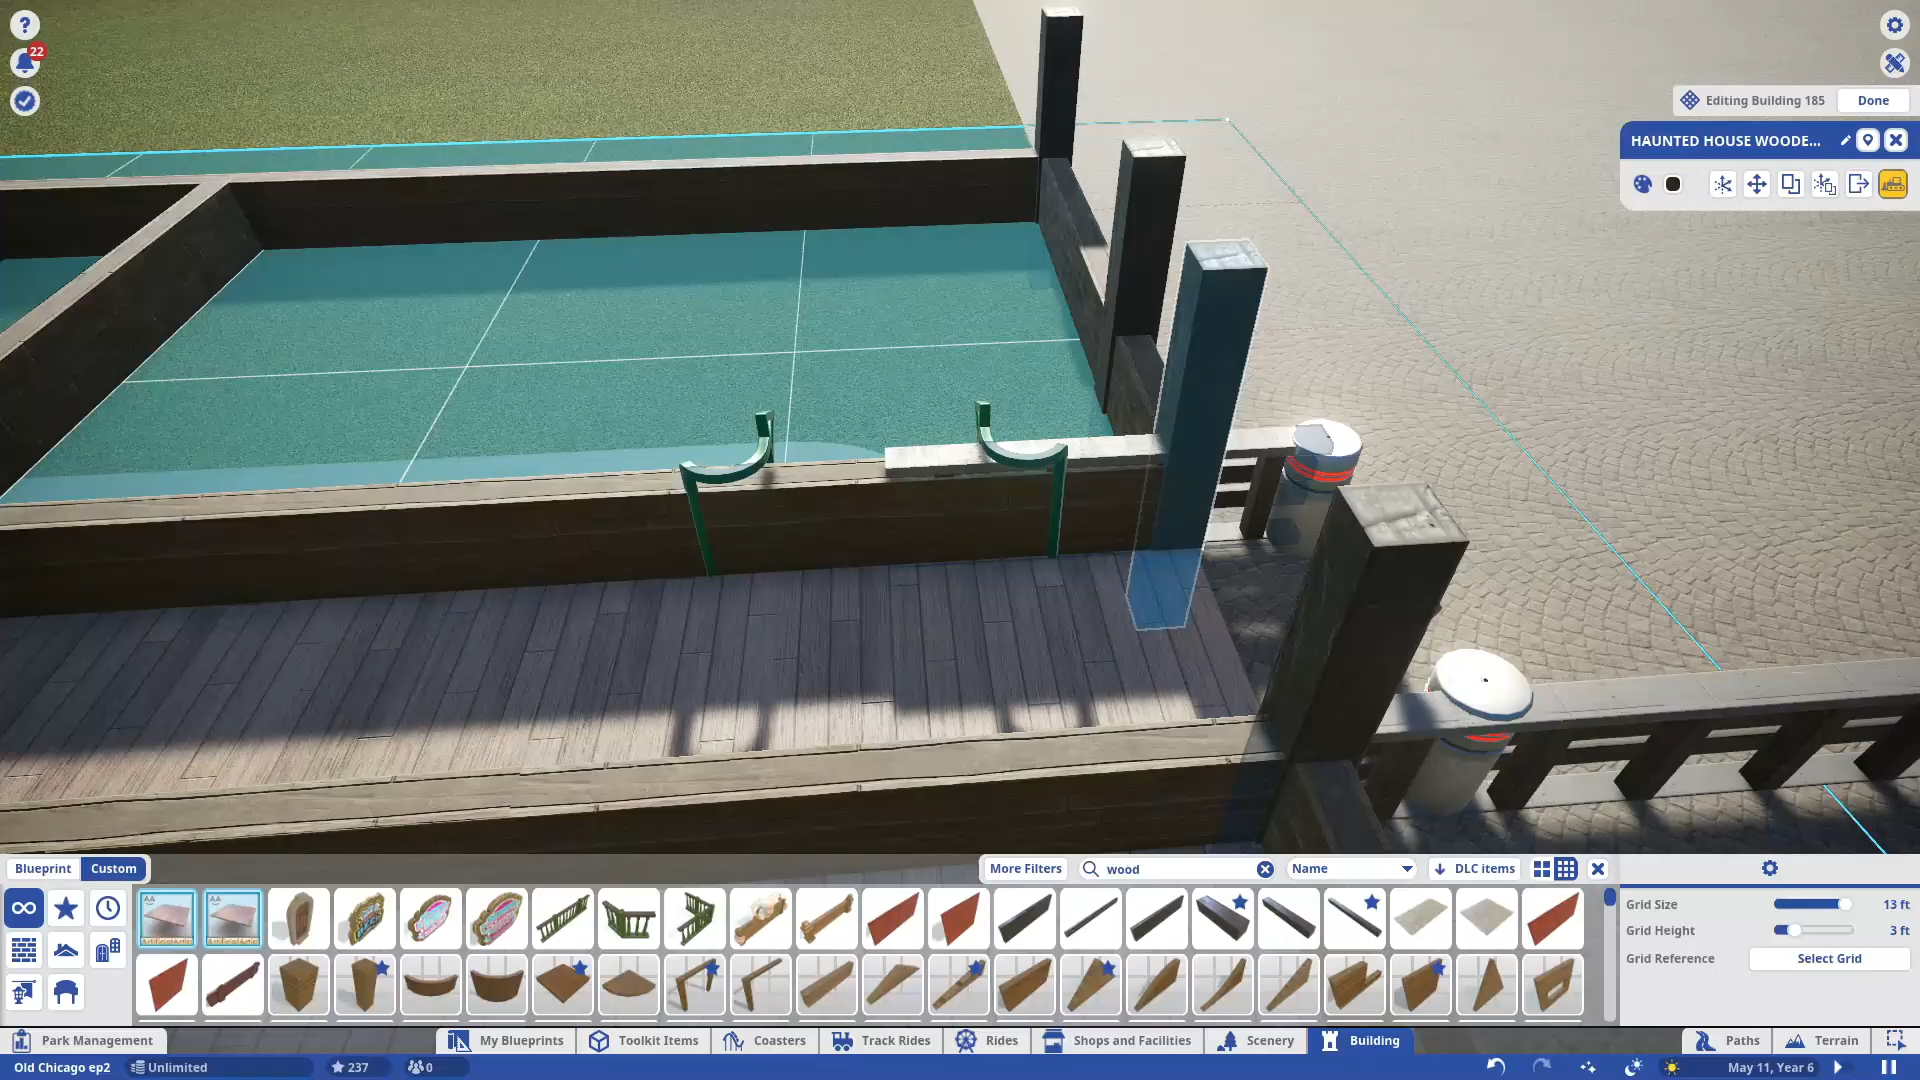 ?
22
Editing Building 185
Done
HAUNTED HOUSE WOODE...
Blueprint
Custom
More Filters
wood
Name
DLC items
Grid Size
13 ft
Grid Height
3 ft
Grid Reference
Select Grid
Park Management
My Blueprints
Toolkit Items
Coasters
Track Rides
Rides
Shops and Facilities
Scenery
Building
Paths
Terrain
Old Chicago ep2
Unlimited
237
0
May 11, Year 6